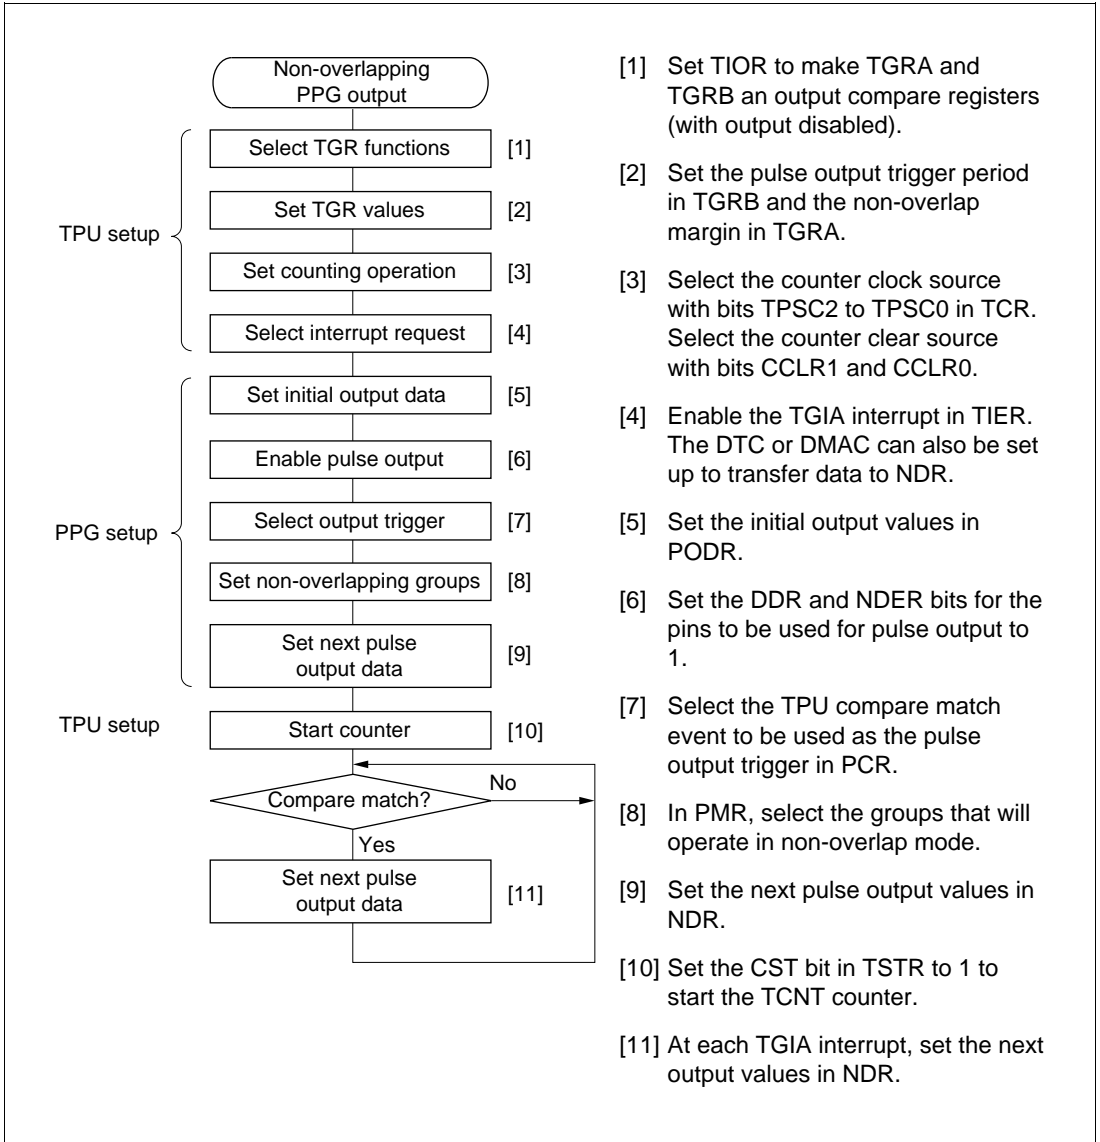 Non-overlapping
PPG output
Select TGR functions [1]
Set TGR values [2]
TPU setup
Set counting operation [3]
Select interrupt request [4]
Set initial output data [5]
Enable pulse output [6]
Select output trigger [7]
PPG setup
Set non-overlapping groups [8]
Set next pulse
output data [9]
TPU setup
Start counter [10]
Compare match?
No
Yes
Set next pulse
output data [11]
[1] Set TIOR to make TGRA and
TGRB an output compare registers
(with output disabled).
[2] Set the pulse output trigger period
in TGRB and the non-overlap
margin in TGRA.
[3] Select the counter clock source
with bits TPSC2 to TPSC0 in TCR.
Select the counter clear source
with bits CCLR1 and CCLR0.
[4] Enable the TGIA interrupt in TIER.
The DTC or DMAC can also be set
up to transfer data to NDR.
[5] Set the initial output values in
PODR.
[6] Set the DDR and NDER bits for the
pins to be used for pulse output to
1.
[7] Select the TPU compare match
event to be used as the pulse
output trigger in PCR.
[8] In PMR, select the groups that will
operate in non-overlap mode.
[9] Set the next pulse output values in
NDR.
[10] Set the CST bit in TSTR to 1 to
start the TCNT counter.
[11] At each TGIA interrupt, set the next
output values in NDR.